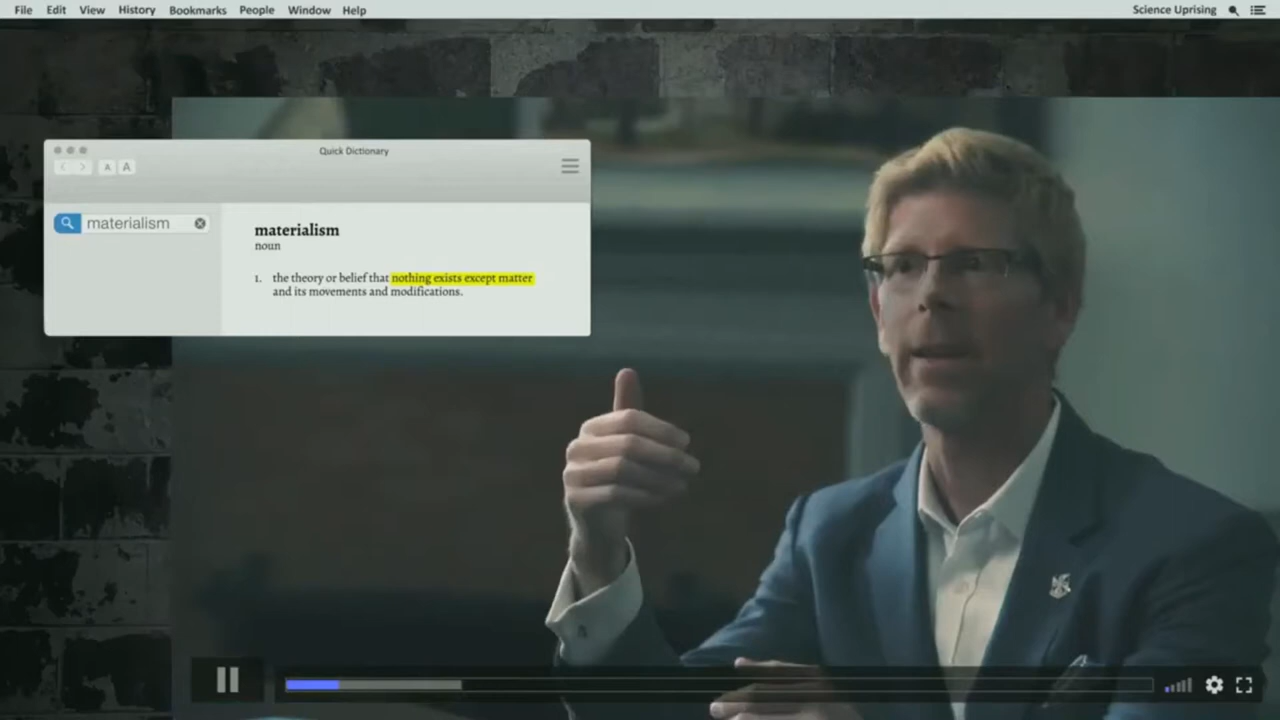 File Edit View History Bookmarks People Window Help Science Uprising
Quick Dictionary
A A
materialism
materialism
noun
1. the theory or belief that nothing exists except matter
and its movements and modifications.